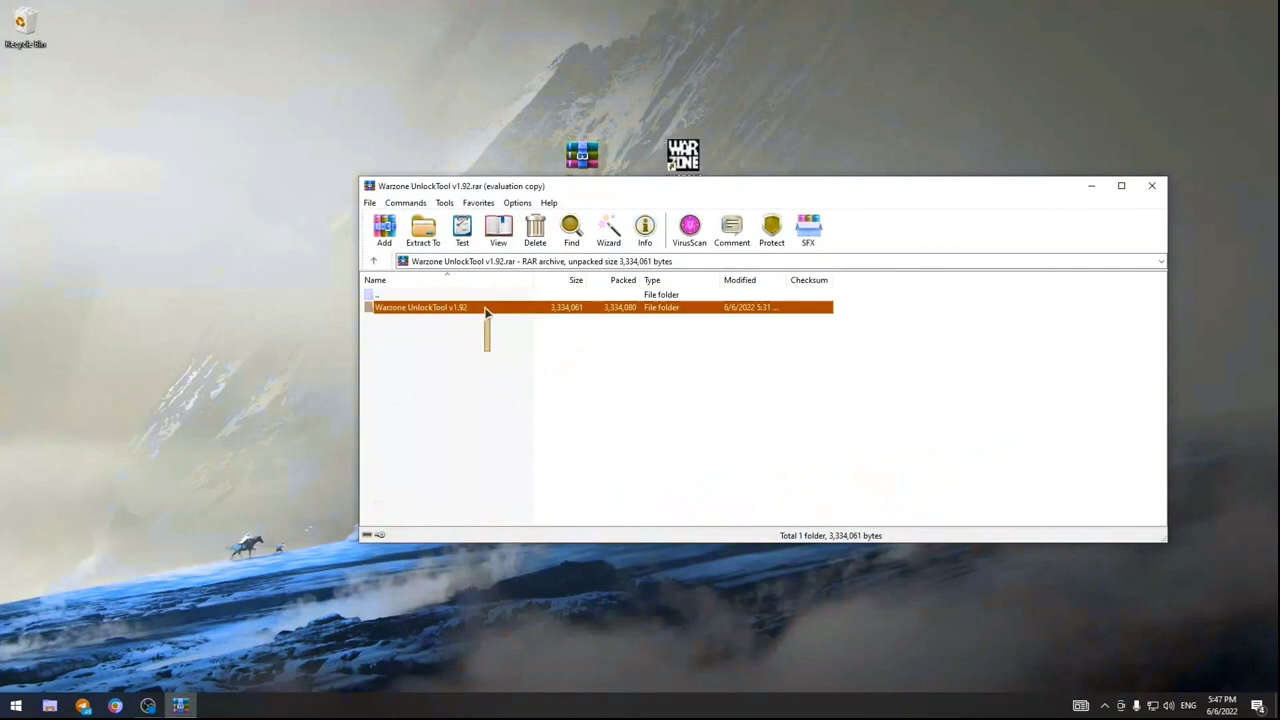 Recycle Bin
WAR
ZONE
Warzone UnlockTool v1.92.rar (evaluation copy)
File Commands Tools Favorites Options Help
Add Extract To Test View Delete Find Wizard Info VirusScan Comment Protect SFX
Warzone UnlockTool v1.92.rar - RAR archive, unpacked size 3,334,061 bytes
Name Size Packed Type Modified Checksum
.. File folder
Warzone UnlockTool v1.92 3,334,061 3,334,080 File folder 6/6/2022 5:31 ...
Total 1 folder, 3,334,061 bytes
ENG
5:47 PM
6/6/2022
4